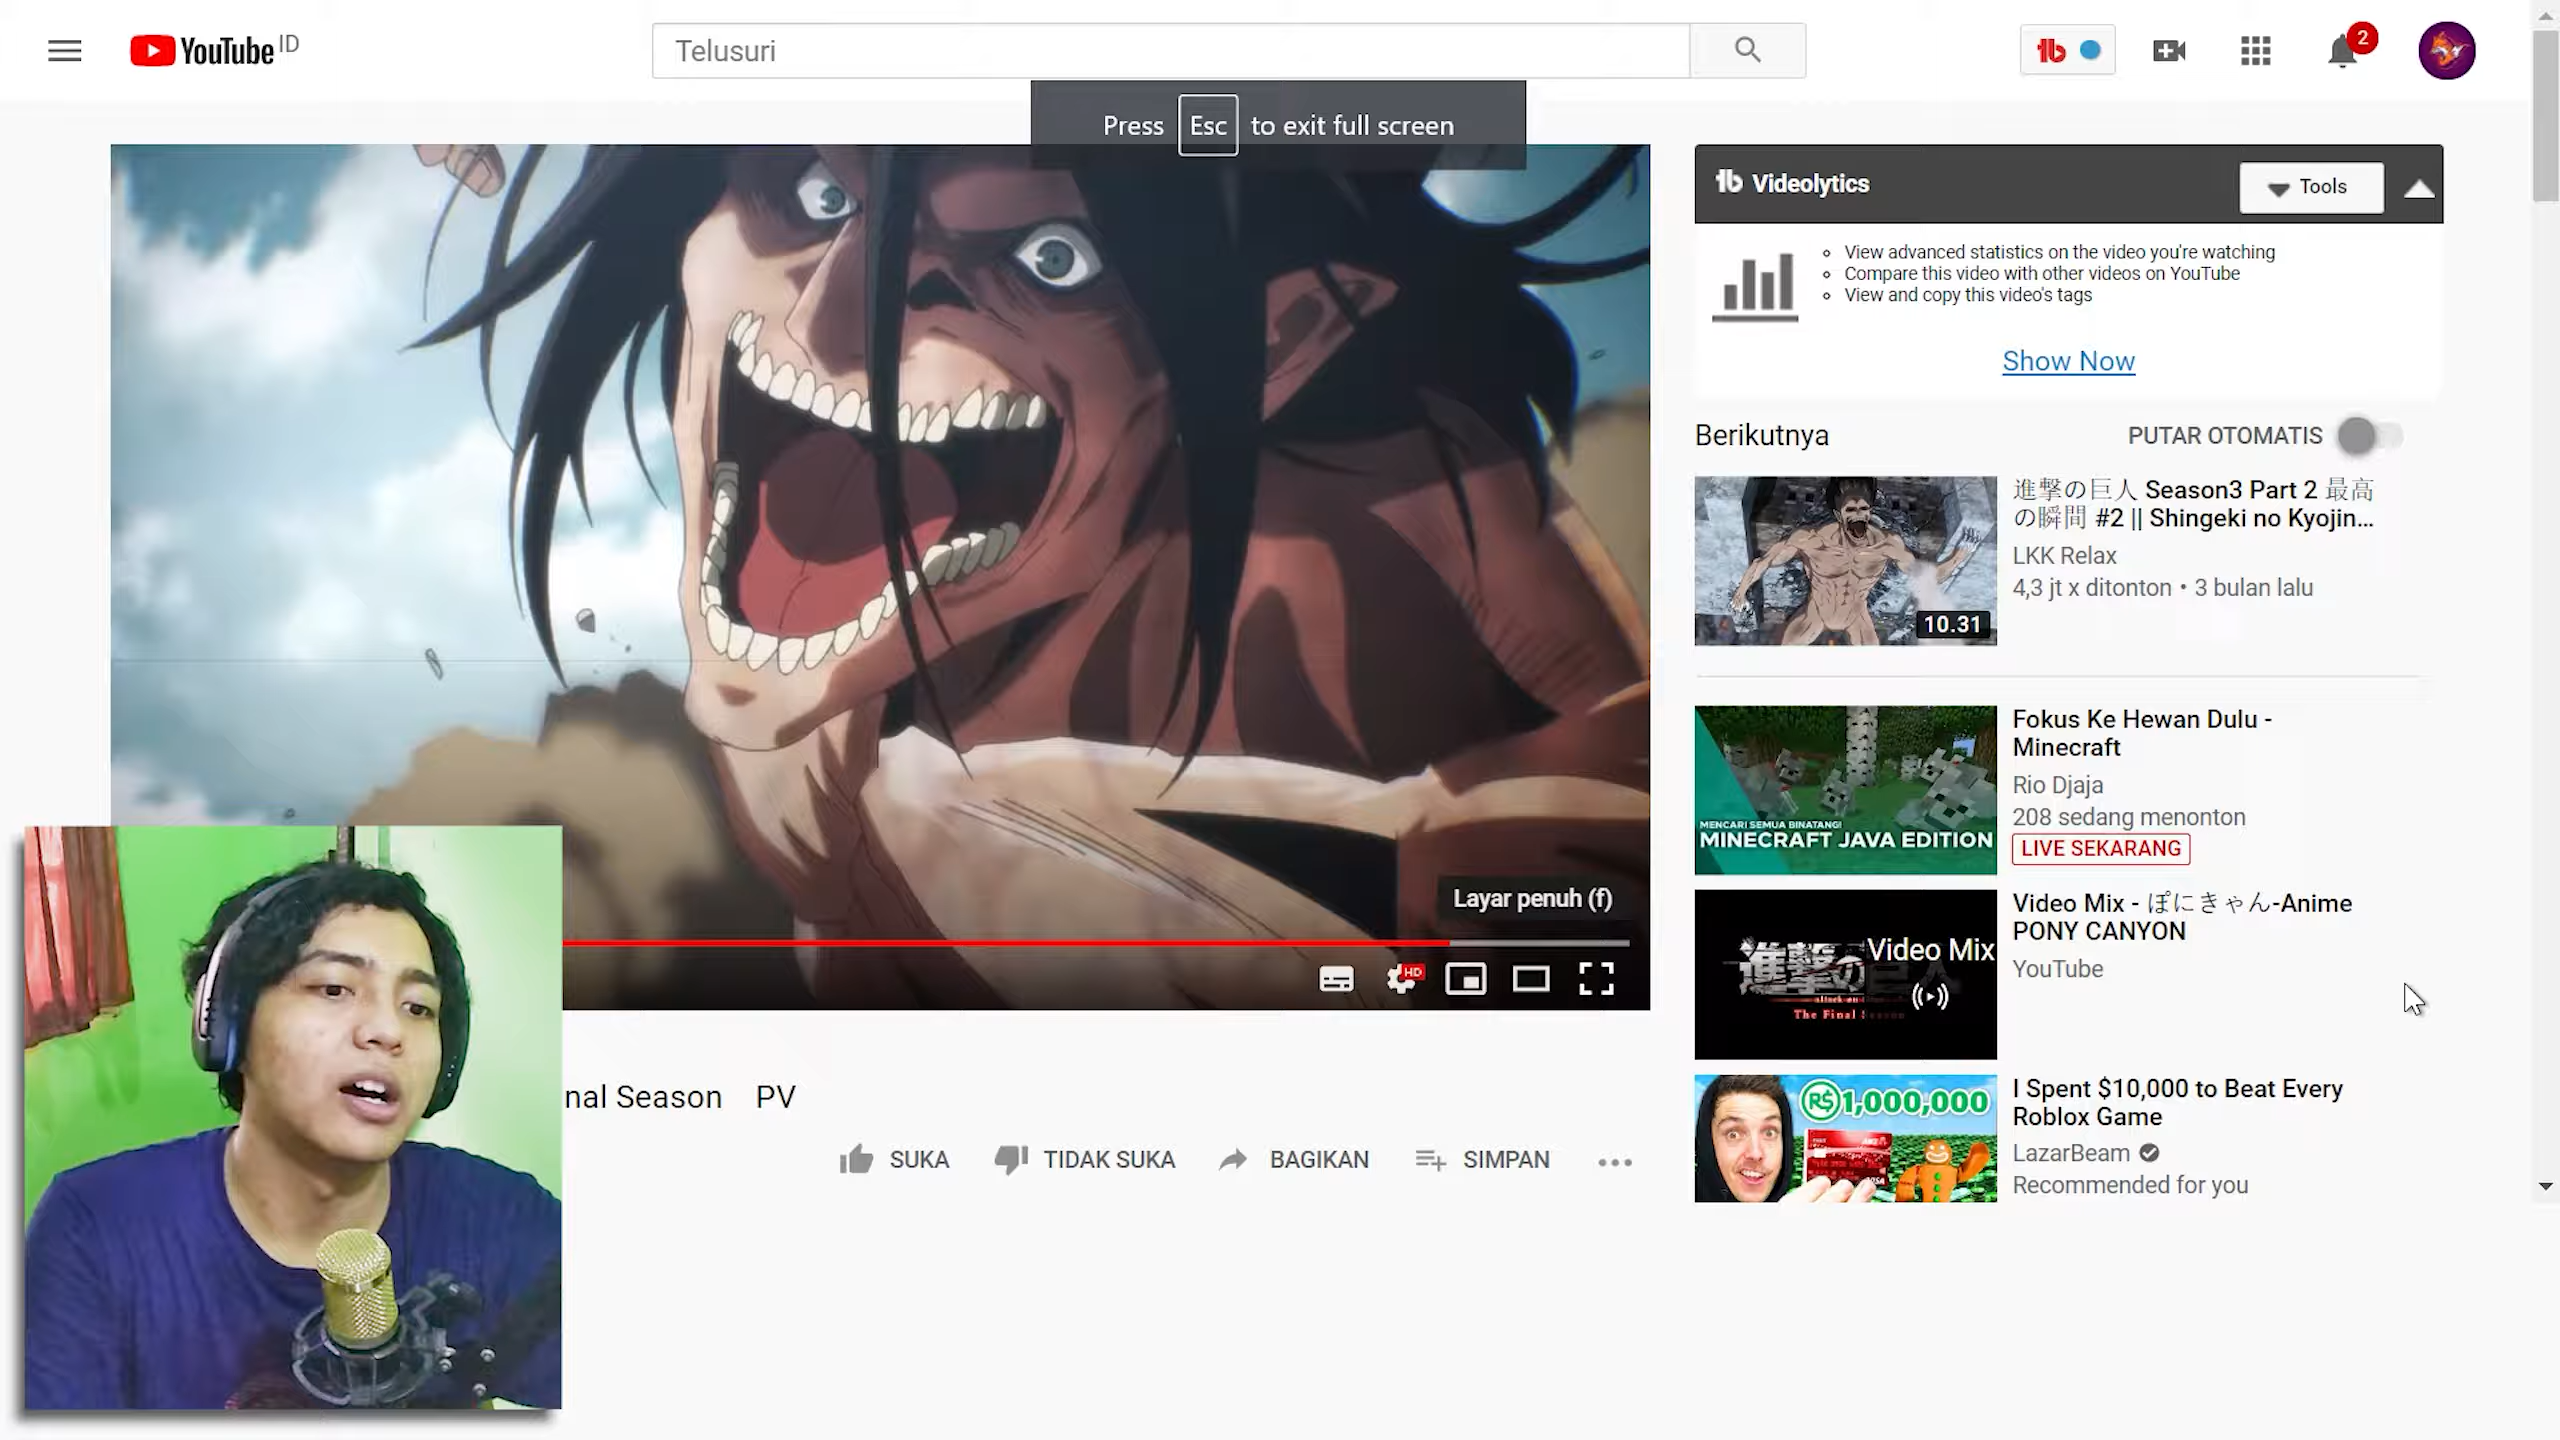 YouTube ID
Telusuri
2
Press Esc to exit full screen
Videolytics
Tools
View advanced statistics on the video you're watching
Compare this video with other videos on YouTube
View and copy this video's tags
Show Now
Berikutnya
PUTAR OTOMATIS
進撃の巨人 Season3 Part 2 最高
の瞬間 #2 || Shingeki no Kyojin...
LKK Relax
4,3 jt x ditonton • 3 bulan lalu
10.31
Fokus Ke Hewan Dulu -
Minecraft
Rio Djaja
208 sedang menonton
LIVE SEKARANG
MENCARI SEMUA BINATANG!
MINECRAFT JAVA EDITION
Video Mix - ぽにきゃん-Anime
PONY CANYON
YouTube
進撃の巨人
Video Mix
attack on
The Final Season
I Spent $10,000 to Beat Every
Roblox Game
LazarBeam
Recommended for you
R$ 1,000,000
Layar penuh (f)
HD
nal Season PV
SUKA
TIDAK SUKA
BAGIKAN
SIMPAN